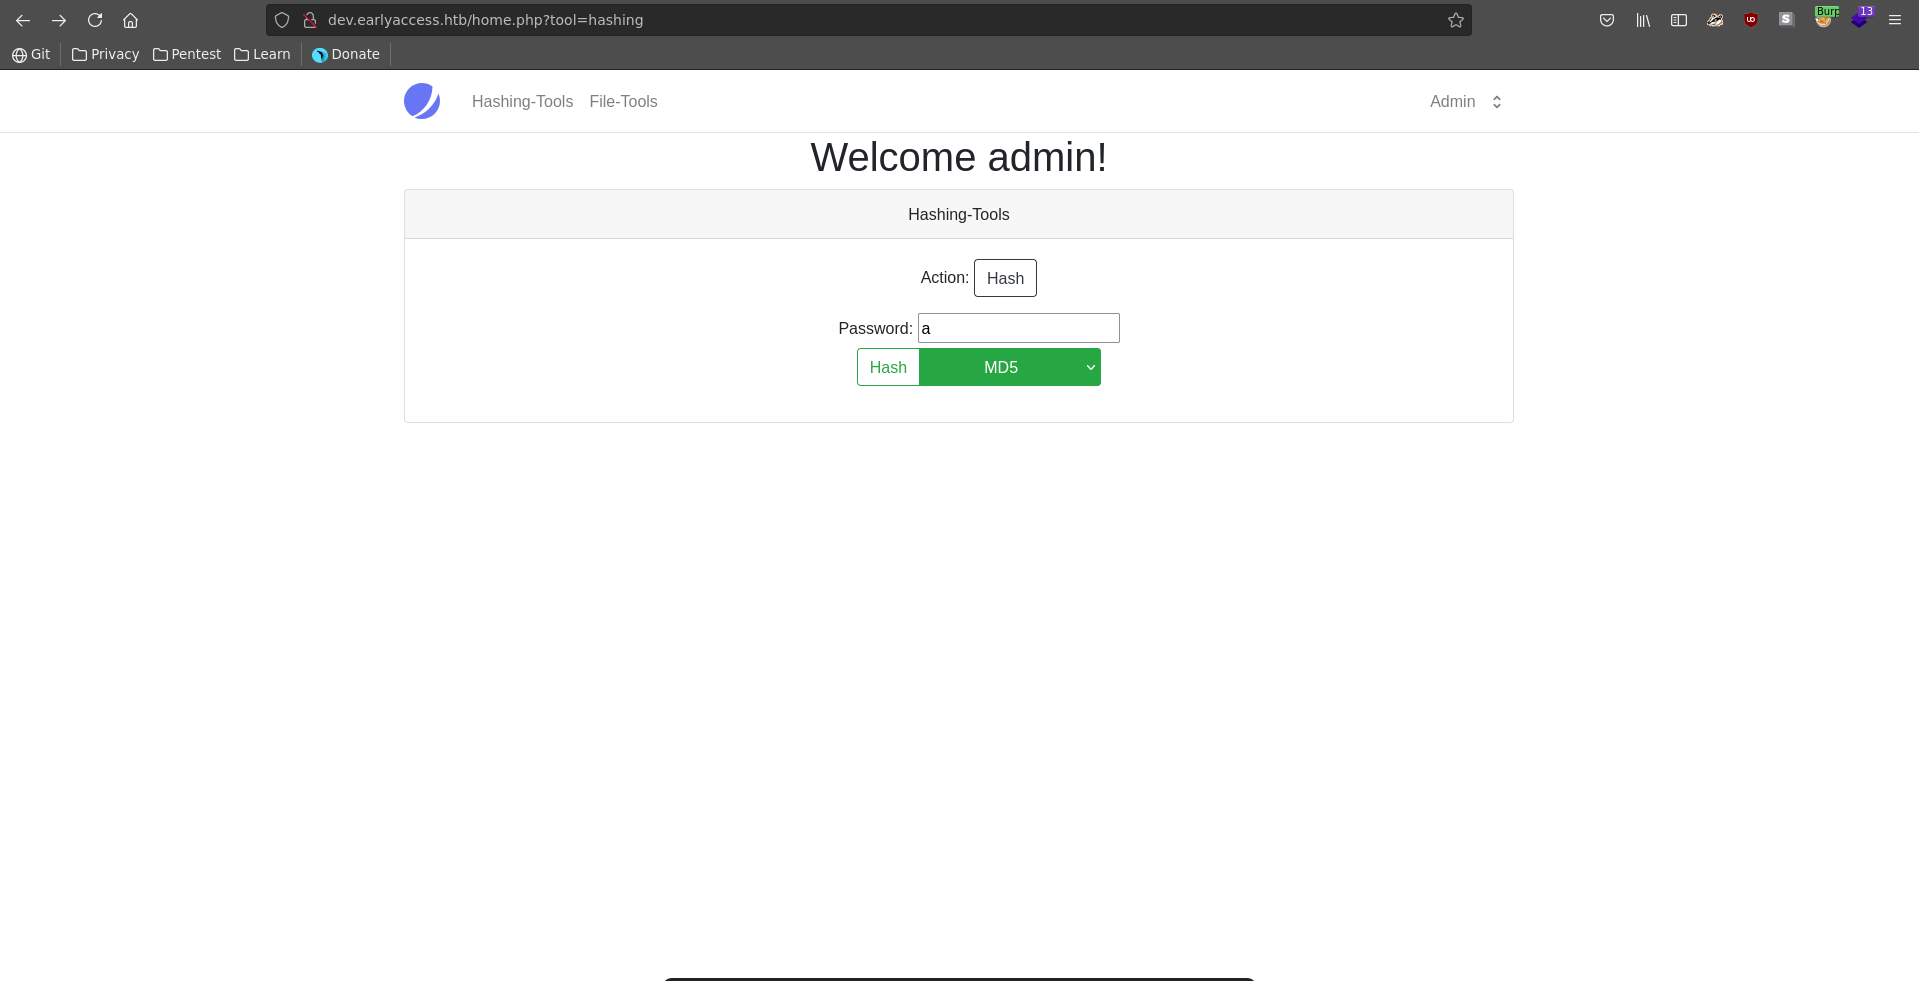 dev.earlyaccess.htb/home.php?tool=hashing
S
Burp
13
Git Privacy Pentest Learn Donate
Hashing-Tools File-Tools Admin
Welcome admin!
Hashing-Tools
Action: Hash
Password: a
Hash MD5